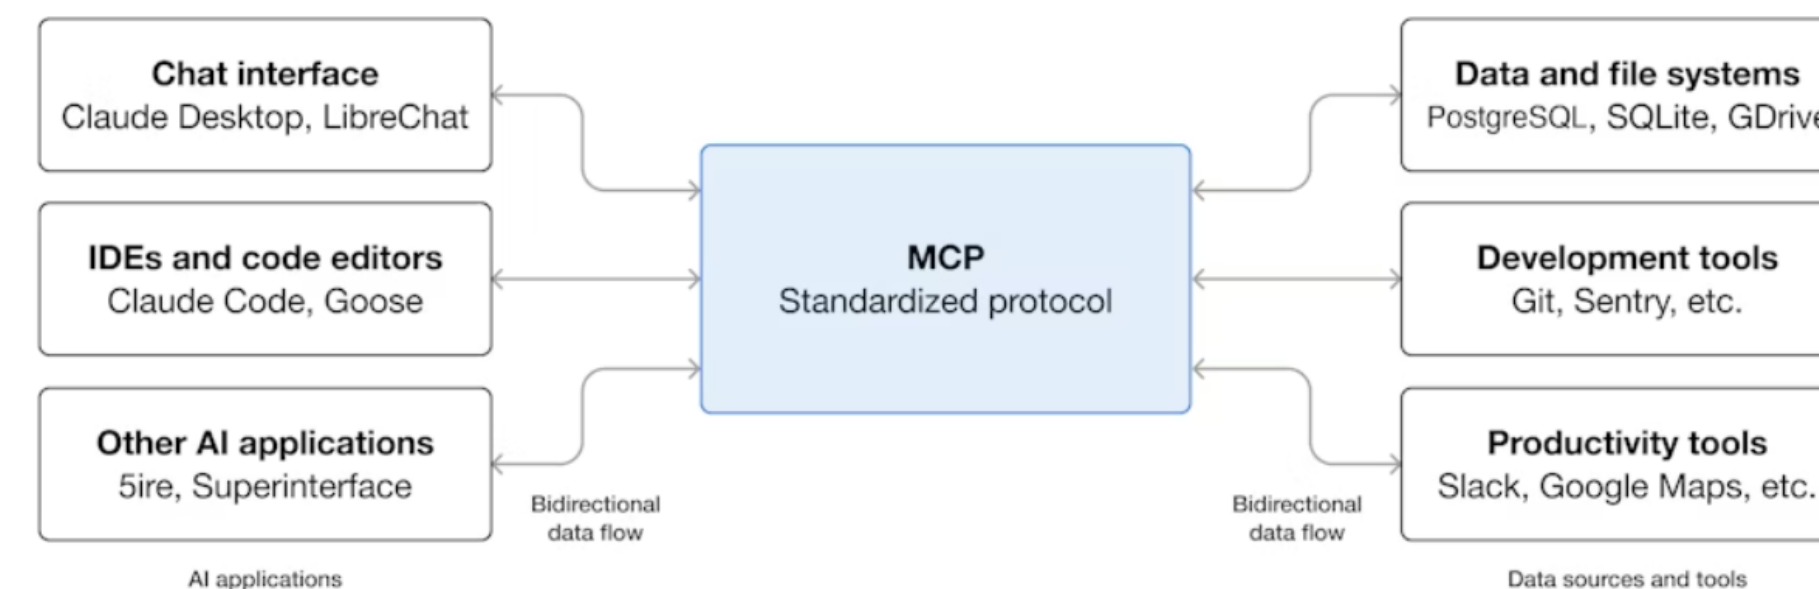 Chat interface
Claude Desktop, LibreChat
IDEs and code editors
Claude Code, Goose
Other AI applications
5ire, Superinterface
AI applications
Bidirectional
data flow
MCP
Standardized protocol
Bidirectional
data flow
Data and file systems
PostgreSQL, SQLite, GDrive
Development tools
Git, Sentry, etc.
Productivity tools
Slack, Google Maps, etc.
Data sources and tools